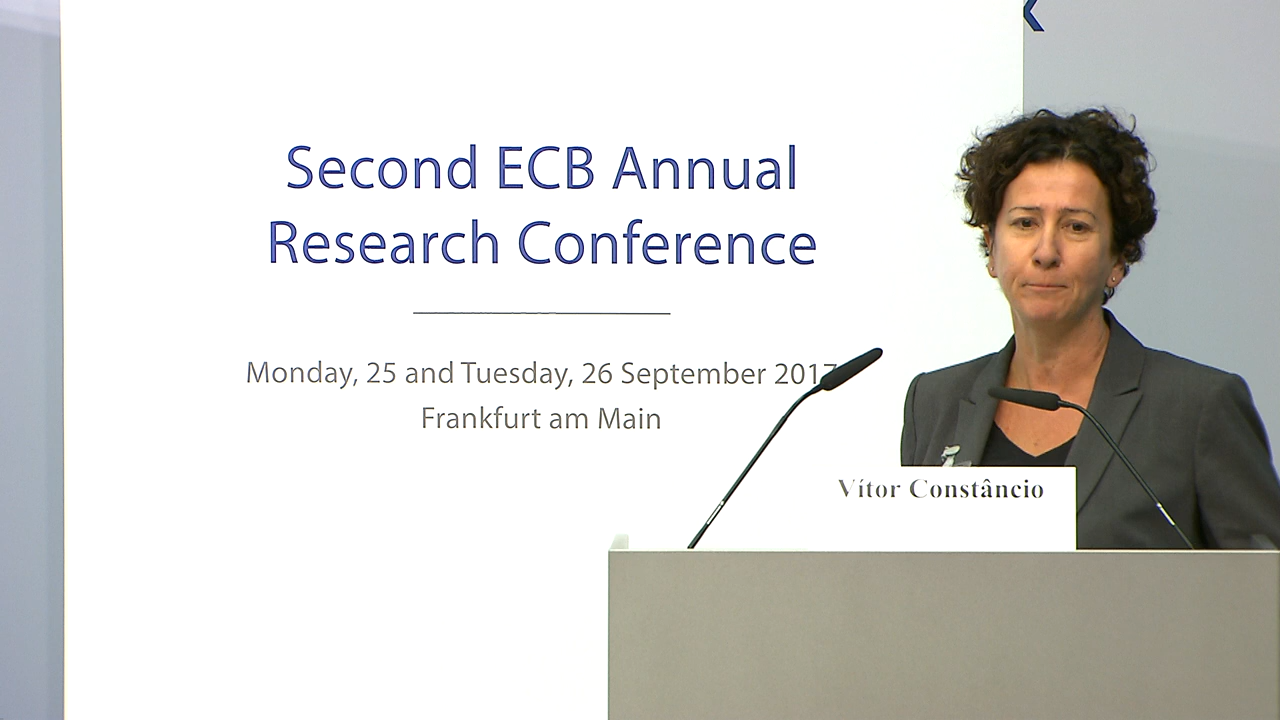 Second ECB Annual
Research Conference
Monday, 25 and Tuesday, 26 September 2017
Frankfurt am Main
Vítor Constâncio